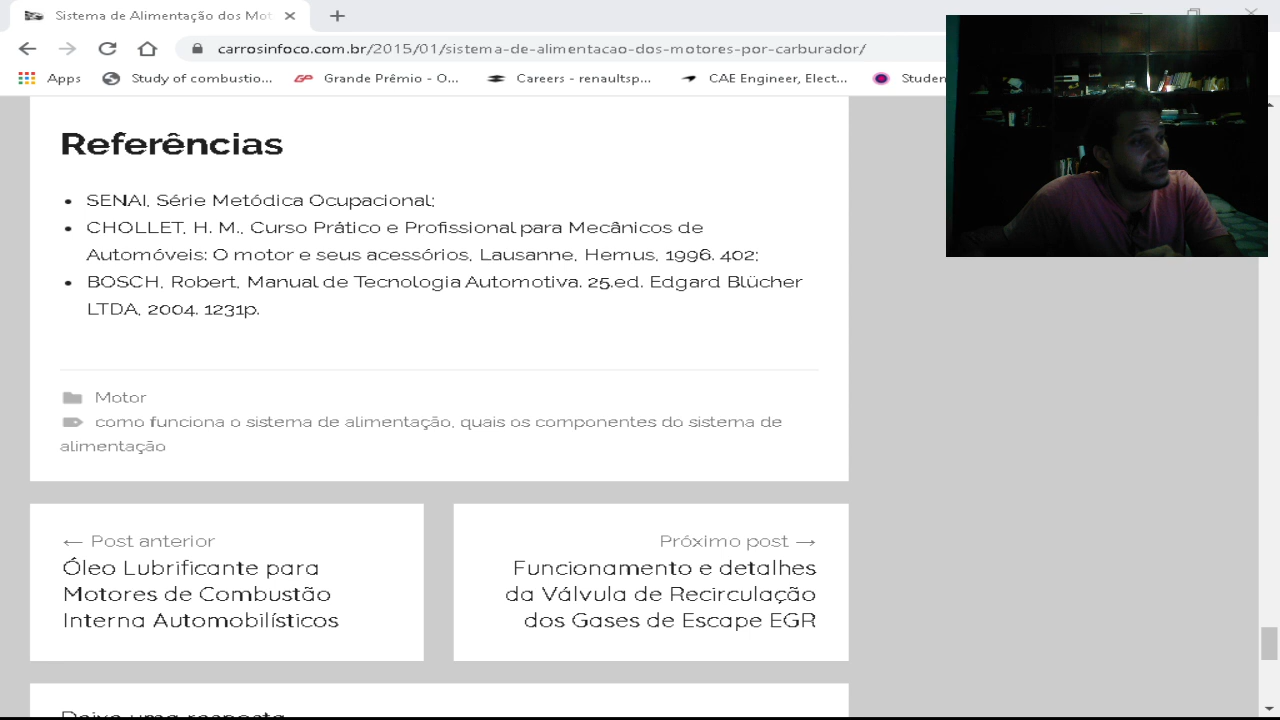 Sistema de Alimentação dos Mot
carrosinfoco.com.br/2015/01/sistema-de-alimentacao-dos-motores-por-carburador/
Apps Study of combustio... Grande Prêmio - O... Careers - renaultsp... CAE Engineer, Elect... Studen
Referências
• SENAI, Série Metódica Ocupacional;
• CHOLLET, H. M., Curso Prático e Profissional para Mecânicos de
Automóveis: O motor e seus acessórios, Lausanne, Hemus, 1996. 402;
• BOSCH, Robert, Manual de Tecnologia Automotiva. 25.ed. Edgard Blücher
LTDA, 2004. 1231p.
Motor
como funciona o sistema de alimentação, quais os componentes do sistema de
alimentação
← Post anterior
Óleo Lubrificante para
Motores de Combustão
Interna Automobilísticos
Próximo post →
Funcionamento e detalhes
da Válvula de Recirculação
dos Gases de Escape EGR